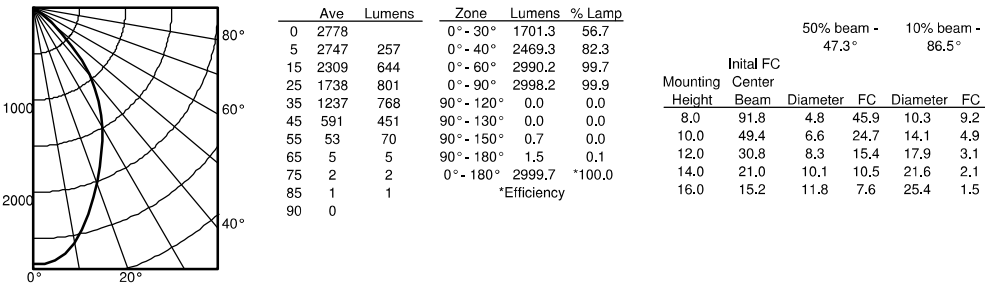 80°
1000
60°
2000
40°
0°
20°
Ave Lumens
0 2778
5 2747 257
15 2309 644
25 1738 801
35 1237 768
45 591 451
55 53 70
65 5 5
75 2 2
85 1 1
90 0
Zone Lumens % Lamp
0°- 30° 1701.3 56.7
0°- 40° 2469.3 82.3
0°- 60° 2990.2 99.7
0°- 90° 2998.2 99.9
90°- 120° 0.0 0.0
90°- 130° 0.0 0.0
90°- 150° 0.7 0.0
90°- 180° 1.5 0.1
0°- 180° 2999.7 *100.0
*Efficiency
50% beam - 10% beam -
47.3° 86.5°
Inital FC
Mounting Center
Height Beam Diameter FC Diameter FC
8.0 91.8 4.8 45.9 10.3 9.2
10.0 49.4 6.6 24.7 14.1 4.9
12.0 30.8 8.3 15.4 17.9 3.1
14.0 21.0 10.1 10.5 21.6 2.1
16.0 15.2 11.8 7.6 25.4 1.5